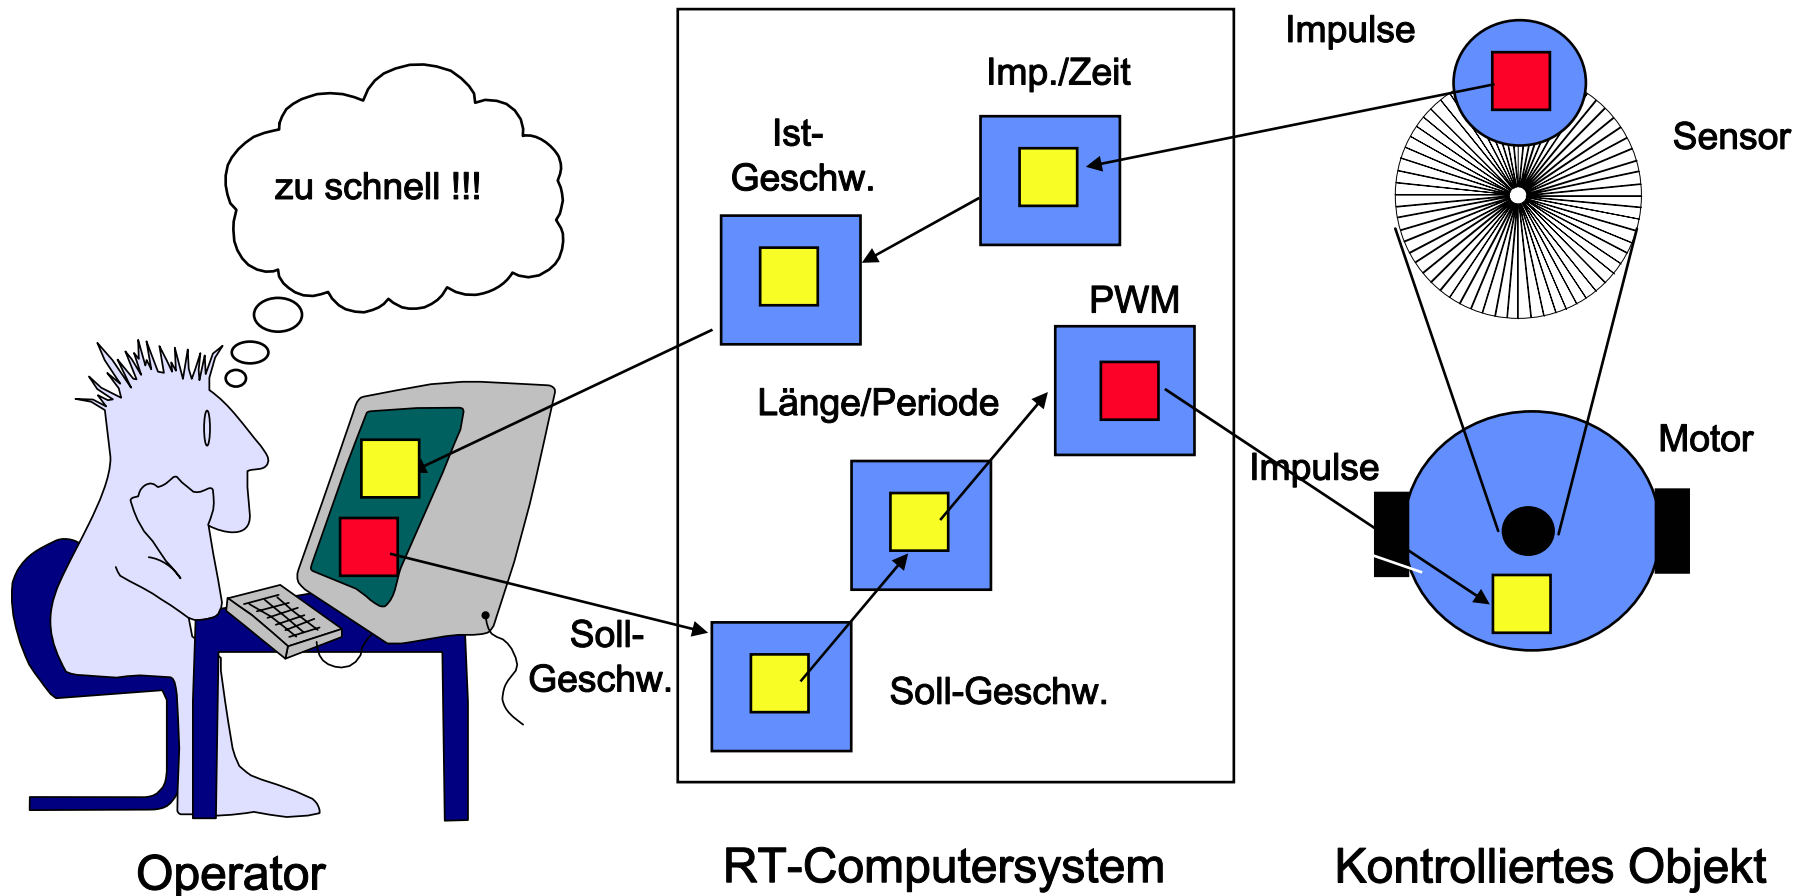 Impulse
Imp./Zeit
Ist-
Geschw.
Sensor
zu schnell !!!
PWM
Länge/Periode
Motor
Impulse
Soll-
Geschw.
Soll-Geschw.
Operator
RT-Computersystem
Kontrolliertes Objekt